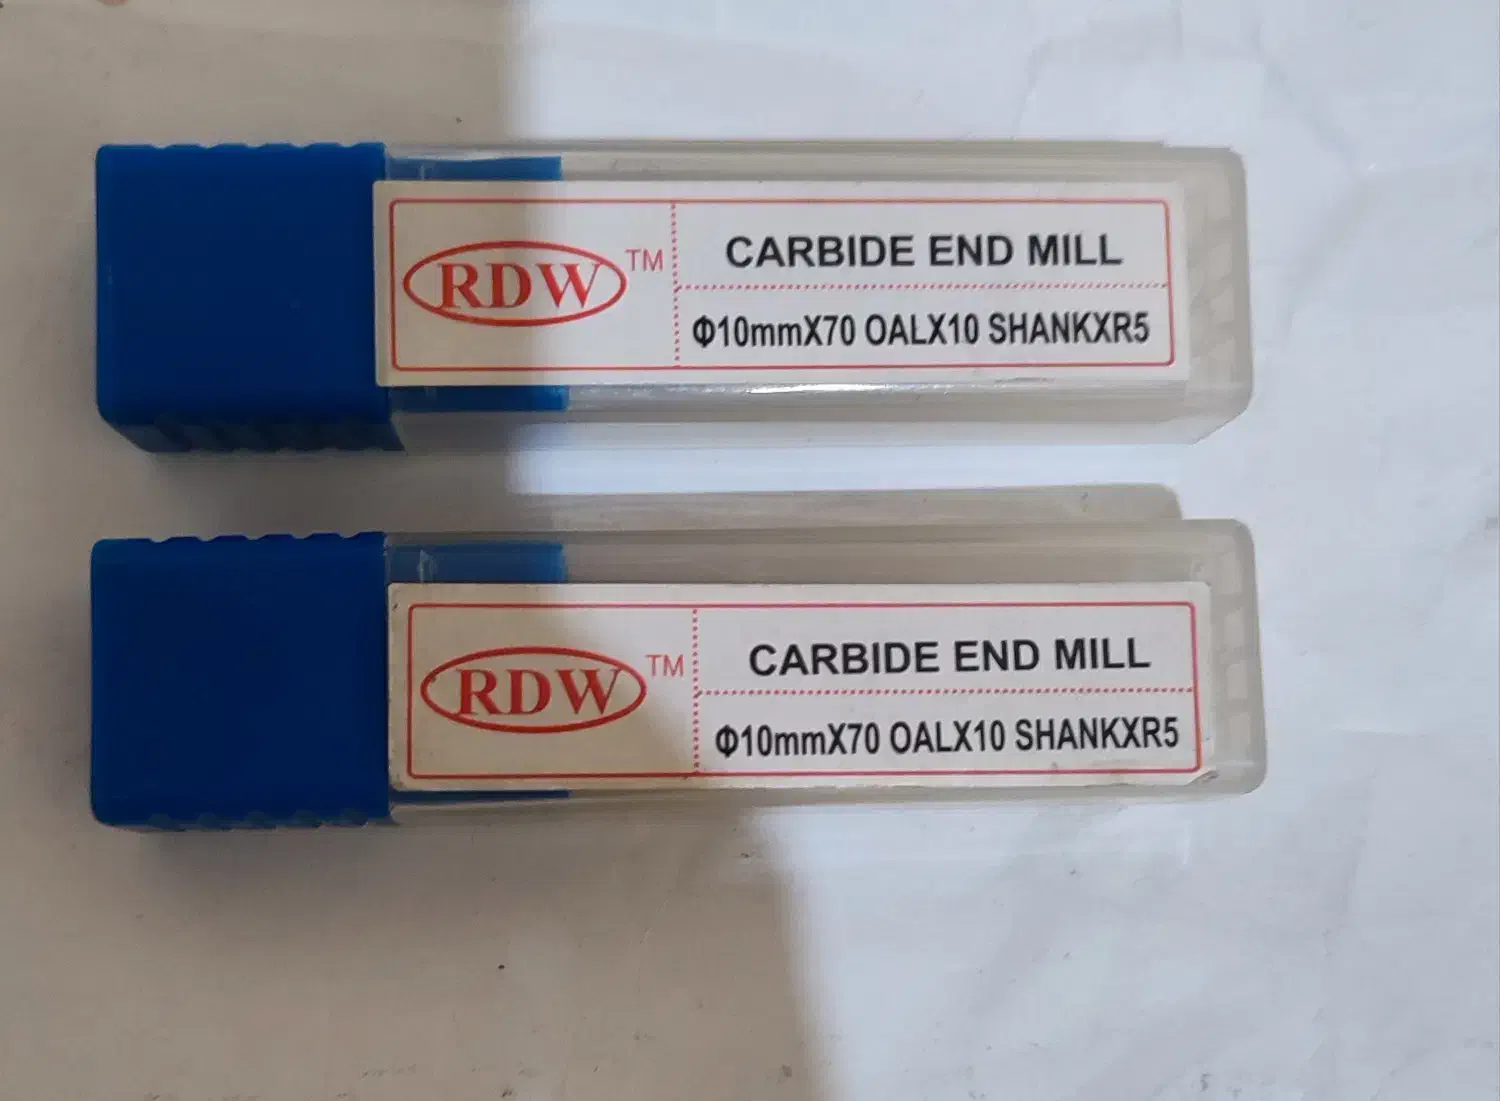 RDW TM
CARBIDE END MILL
Φ10mmX70 OALX10 SHANKXR5
RDW TM
CARBIDE END MILL
Φ10mmX70 OALX10 SHANKXR5